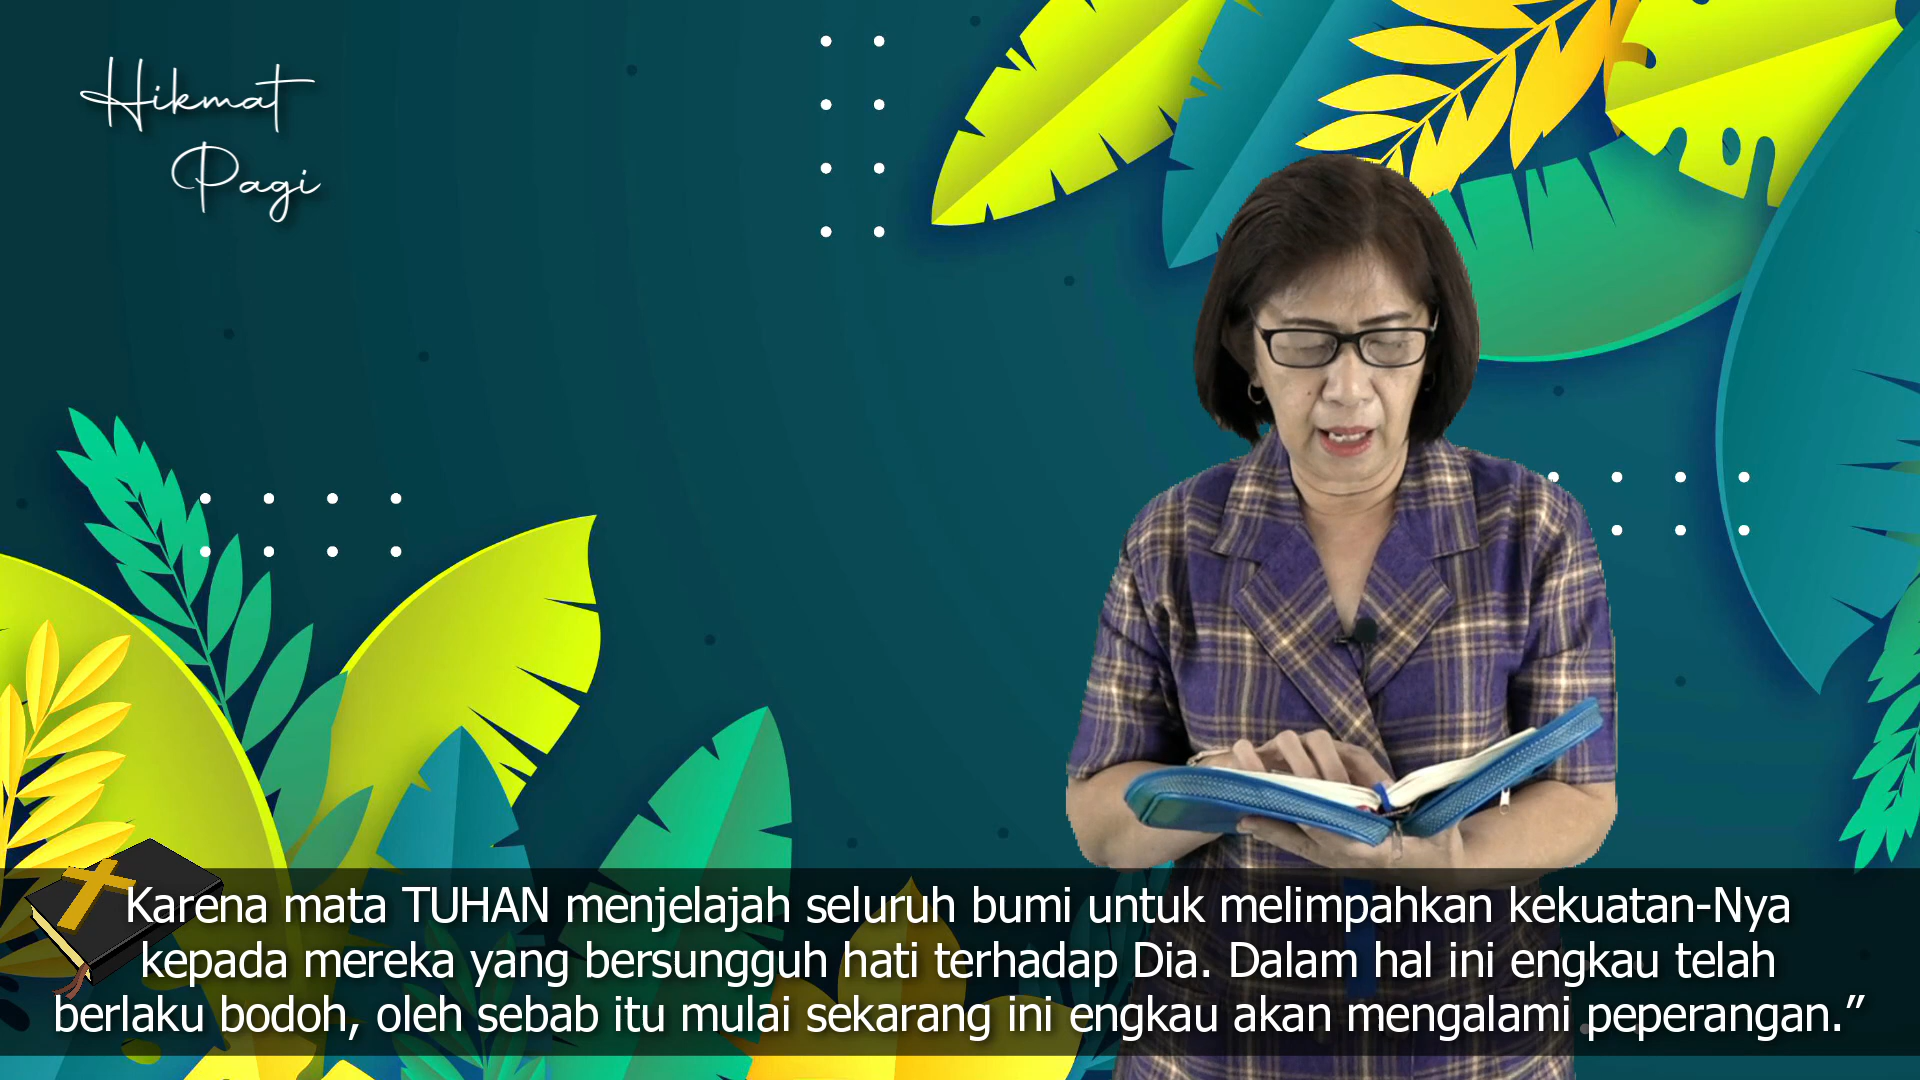 Hikmat
Pagi
Karena mata TUHAN menjelajah seluruh bumi untuk melimpahkan kekuatan-Nya
kepada mereka yang bersungguh hati terhadap Dia. Dalam hal ini engkau telah
berlaku bodoh, oleh sebab itu mulai sekarang ini engkau akan mengalami peperangan.”